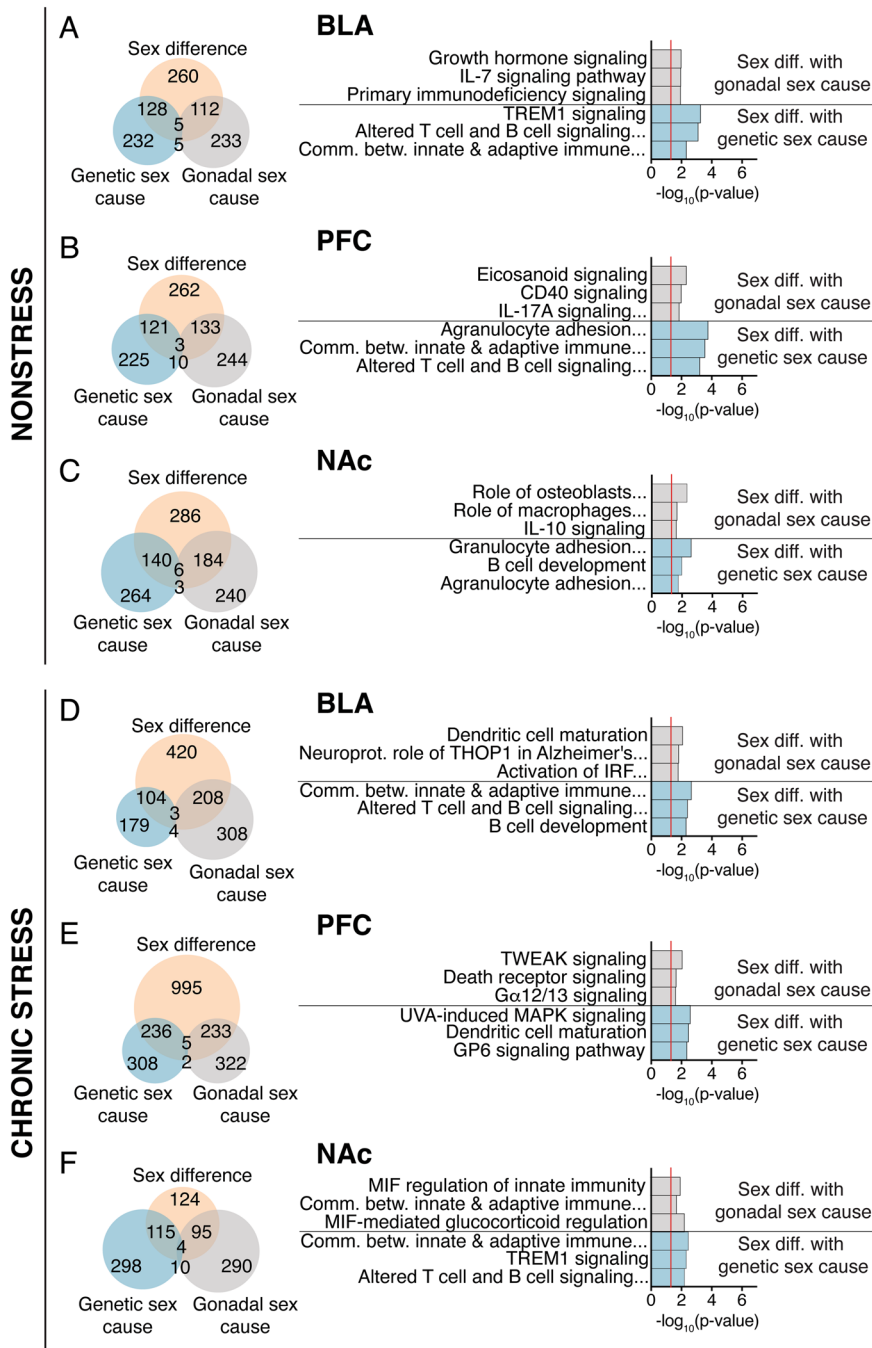 NONSTRESS
A
BLA
Sex difference
260
128
112
5
232
5
233
Genetic sex
cause
Gonadal sex
cause
Growth hormone signaling
IL-7 signaling pathway
Primary immunodeficiency signaling
TREM1 signaling
Altered T cell and B cell signaling...
Comm. betw. innate & adaptive immune...
Sex diff. with
gonadal sex cause
Sex diff. with
genetic sex cause
0 2 4 6
-log10(p-value)
B
PFC
Sex difference
262
121
133
3
225
10
244
Genetic sex
cause
Gonadal sex
cause
Eicosanoid signaling
CD40 signaling
IL-17A signaling...
Agranulocyte adhesion...
Comm. betw. innate & adaptive immune...
Altered T cell and B cell signaling...
Sex diff. with
gonadal sex cause
Sex diff. with
genetic sex cause
0 2 4 6
-log10(p-value)
C
NAc
Sex difference
286
140
184
6
264
3
240
Genetic sex
cause
Gonadal sex
cause
Role of osteoblasts...
Role of macrophages...
IL-10 signaling
Granulocyte adhesion...
B cell development
Agranulocyte adhesion...
Sex diff. with
gonadal sex cause
Sex diff. with
genetic sex cause
0 2 4 6
-log10(p-value)
CHRONIC STRESS
D
BLA
Sex difference
420
104
208
3
179
4
308
Genetic sex
cause
Gonadal sex
cause
Dendritic cell maturation
Neuroprot. role of THOP1 in Alzheimer's...
Activation of IRF...
Comm. betw. innate & adaptive immune...
Altered T cell and B cell signaling...
B cell development
Sex diff. with
gonadal sex cause
Sex diff. with
genetic sex cause
0 2 4 6
-log10(p-value)
E
PFC
Sex difference
995
236
233
5
308
2
322
Genetic sex
cause
Gonadal sex
cause
TWEAK signaling
Death receptor signaling
Gα12/13 signaling
UVA-induced MAPK signaling
Dendritic cell maturation
GP6 signaling pathway
Sex diff. with
gonadal sex cause
Sex diff. with
genetic sex cause
0 2 4 6
-log10(p-value)
F
NAc
Sex difference
124
115
95
4
298
10
290
Genetic sex
cause
Gonadal sex
cause
MIF regulation of innate immunity
Comm. betw. innate & adaptive immune...
MIF-mediated glucocorticoid regulation
Comm. betw. innate & adaptive immune...
TREM1 signaling
Altered T cell and B cell signaling...
Sex diff. with
gonadal sex cause
Sex diff. with
genetic sex cause
0 2 4 6
-log10(p-value)